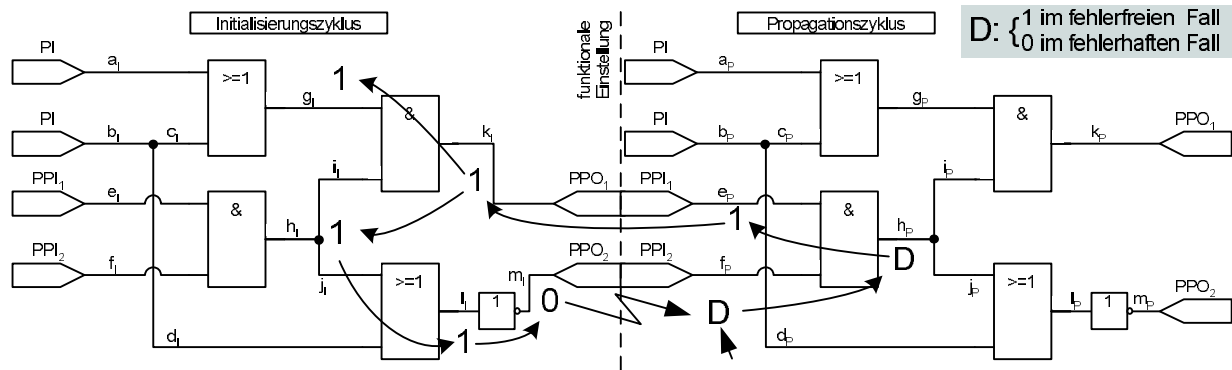 Initialisierungszyklus
funktionale
Einstellung
Propagationszyklus
D: { 1 im fehlerfreien Fall
0 im fehlerhaften Fall
PI
a_I
>=1
1
g_I
&
PI
b_I
c_I
k_I
i_I
1
PPI_1
e_I
&
h_I
1
PPO_1
PPI_2
f_I
j_I
>=1
l_I
1
m_I
PPO_2
0
1
d_I
PI
a_P
>=1
g_P
&
PI
b_P
c_P
k_P
PPO_1
i_P
PPI_1
e_P
1
&
h_P
D
PPI_2
f_P
D
j_P
>=1
l_P
1
m_P
PPO_2
d_P